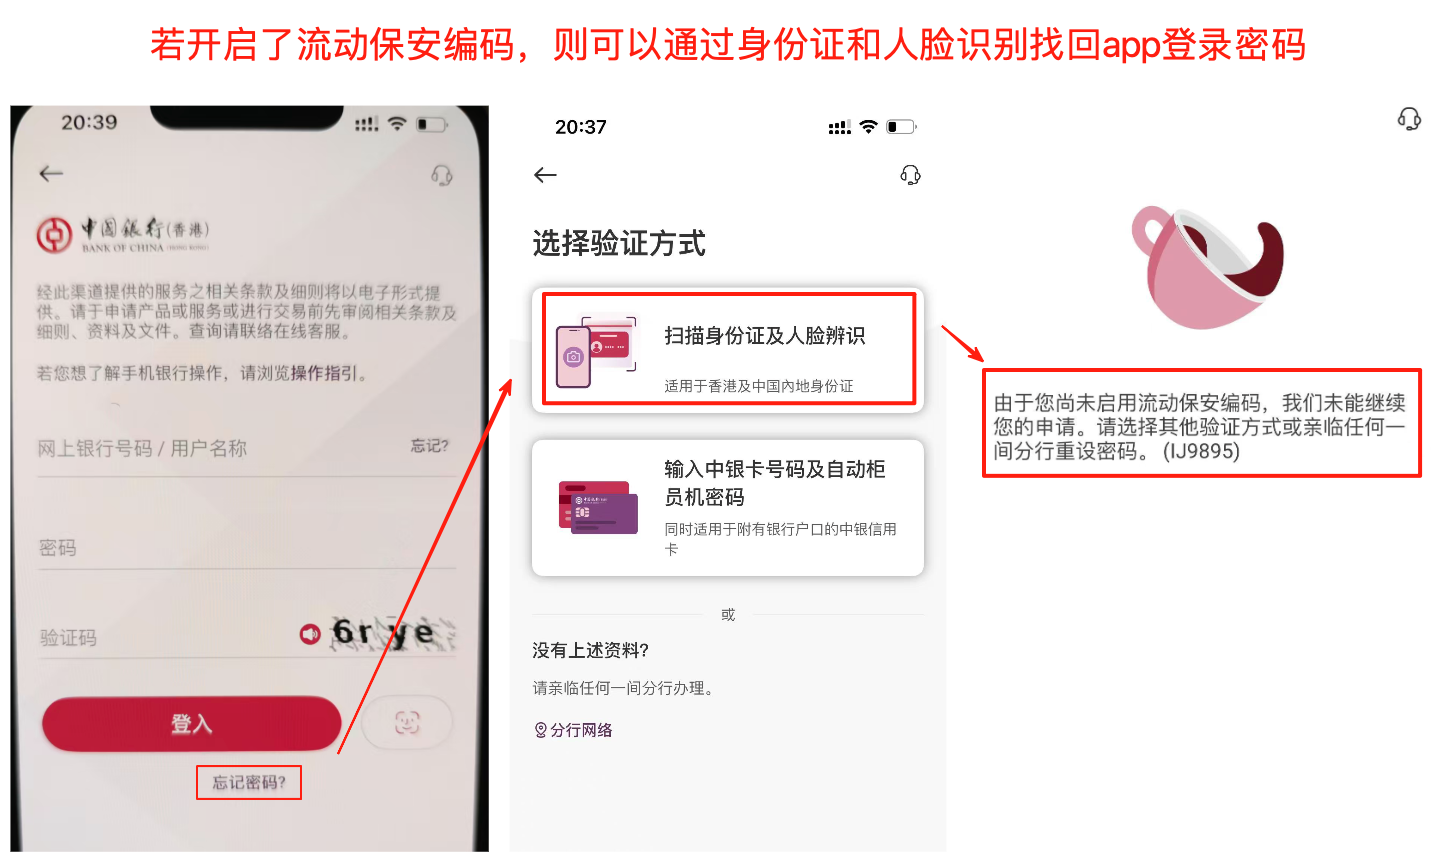 若开启了流动保安编码，则可以通过身份证和人脸识别找回app登录密码
20:39
中国银行(香港)
BANK OF CHINA (HONG KONG)
经此渠道提供的服务之相关条款及细则将以电子形式提
供。请于申请产品或服务或进行交易前先审阅相关条款及
细则、资料及文件。查询请联络在线客服。
若您想了解手机银行操作，请浏览操作指引。
网上银行号码 / 用户名称
忘记?
密码
验证码
6rye
登入
忘记密码?
20:37
选择验证方式
扫描身份证及人脸辨识
适用于香港及中国内地身份证
输入中银卡号码及自动柜
员机密码
同时适用于附有银行户口的中银信用
卡
或
没有上述资料?
请亲临任何一间分行办理。
分行网络
由于您尚未启用流动保安编码，我们未能继续
您的申请。请选择其他验证方式或亲临任何一
间分行重设密码。 (IJ9895)